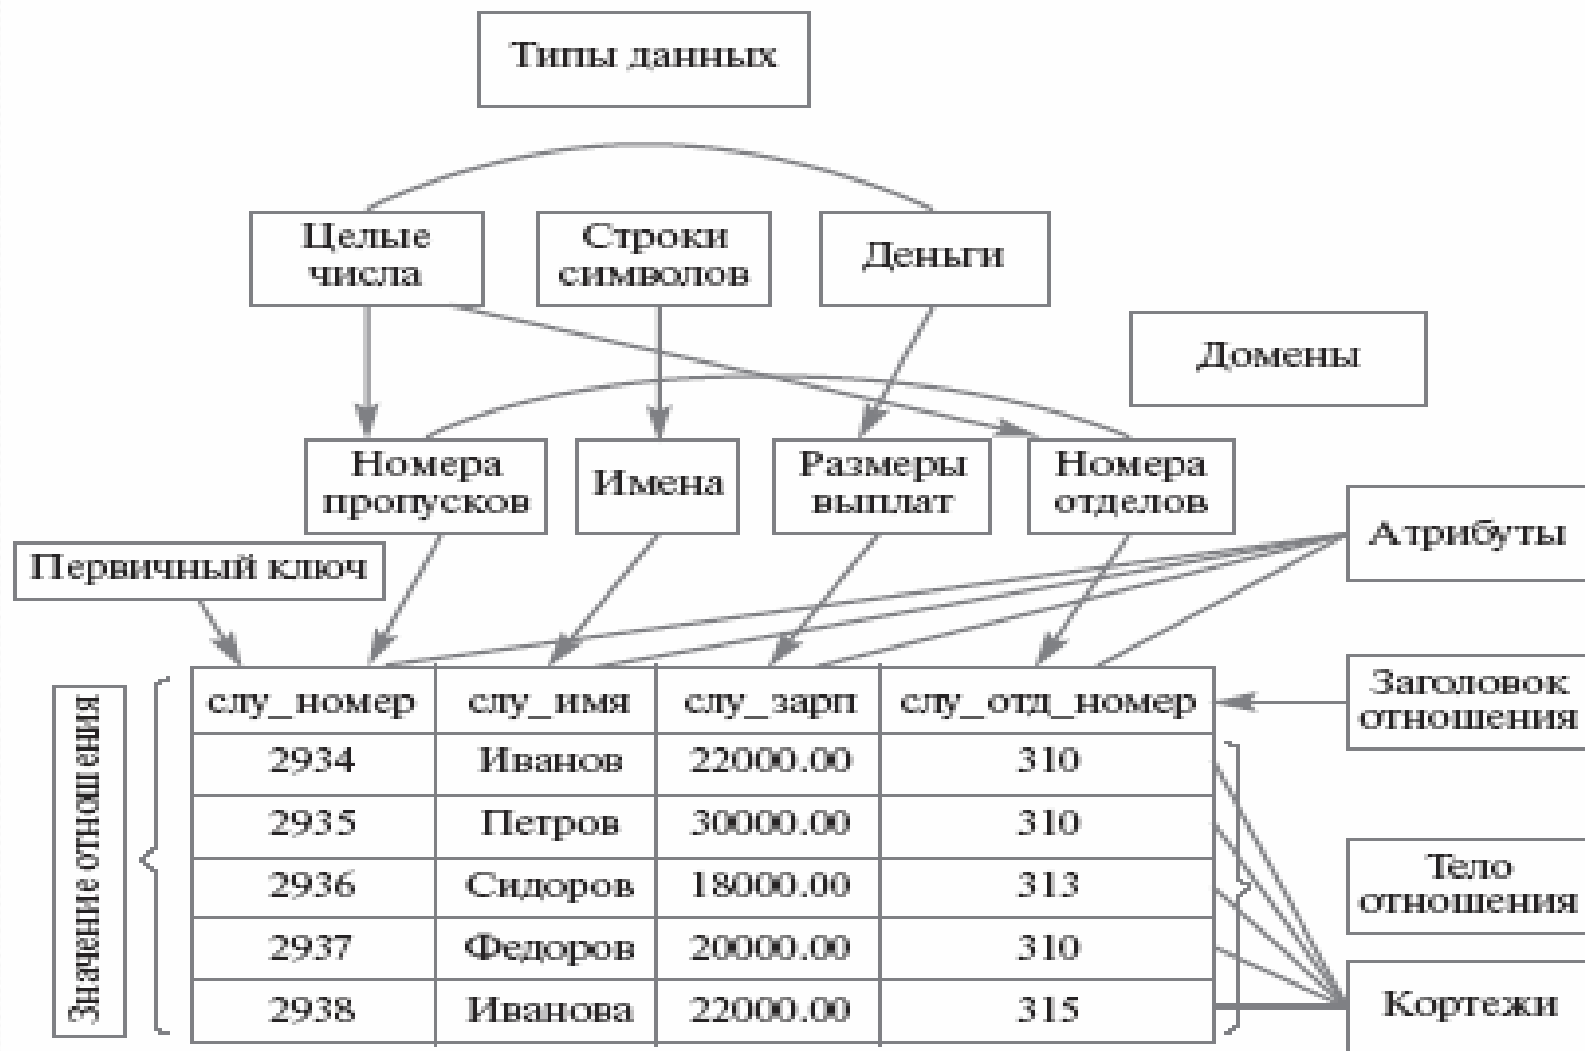 Типы данных
Целые
числа
Строки
символов
Деньги
Домены
Номера
пропусков
Имена
Размеры
выплат
Номера
отделов
Атрибуты
Первичный ключ
Значение отношения
слу_номер слу_имя слу_зарп слу_отд_номер
Заголовок
отношения
2934 Иванов 22000.00 310
2935 Петров 30000.00 310
2936 Сидоров 18000.00 313
2937 Федоров 20000.00 310
2938 Иванова 22000.00 315
Тело
отношения
Кортежи